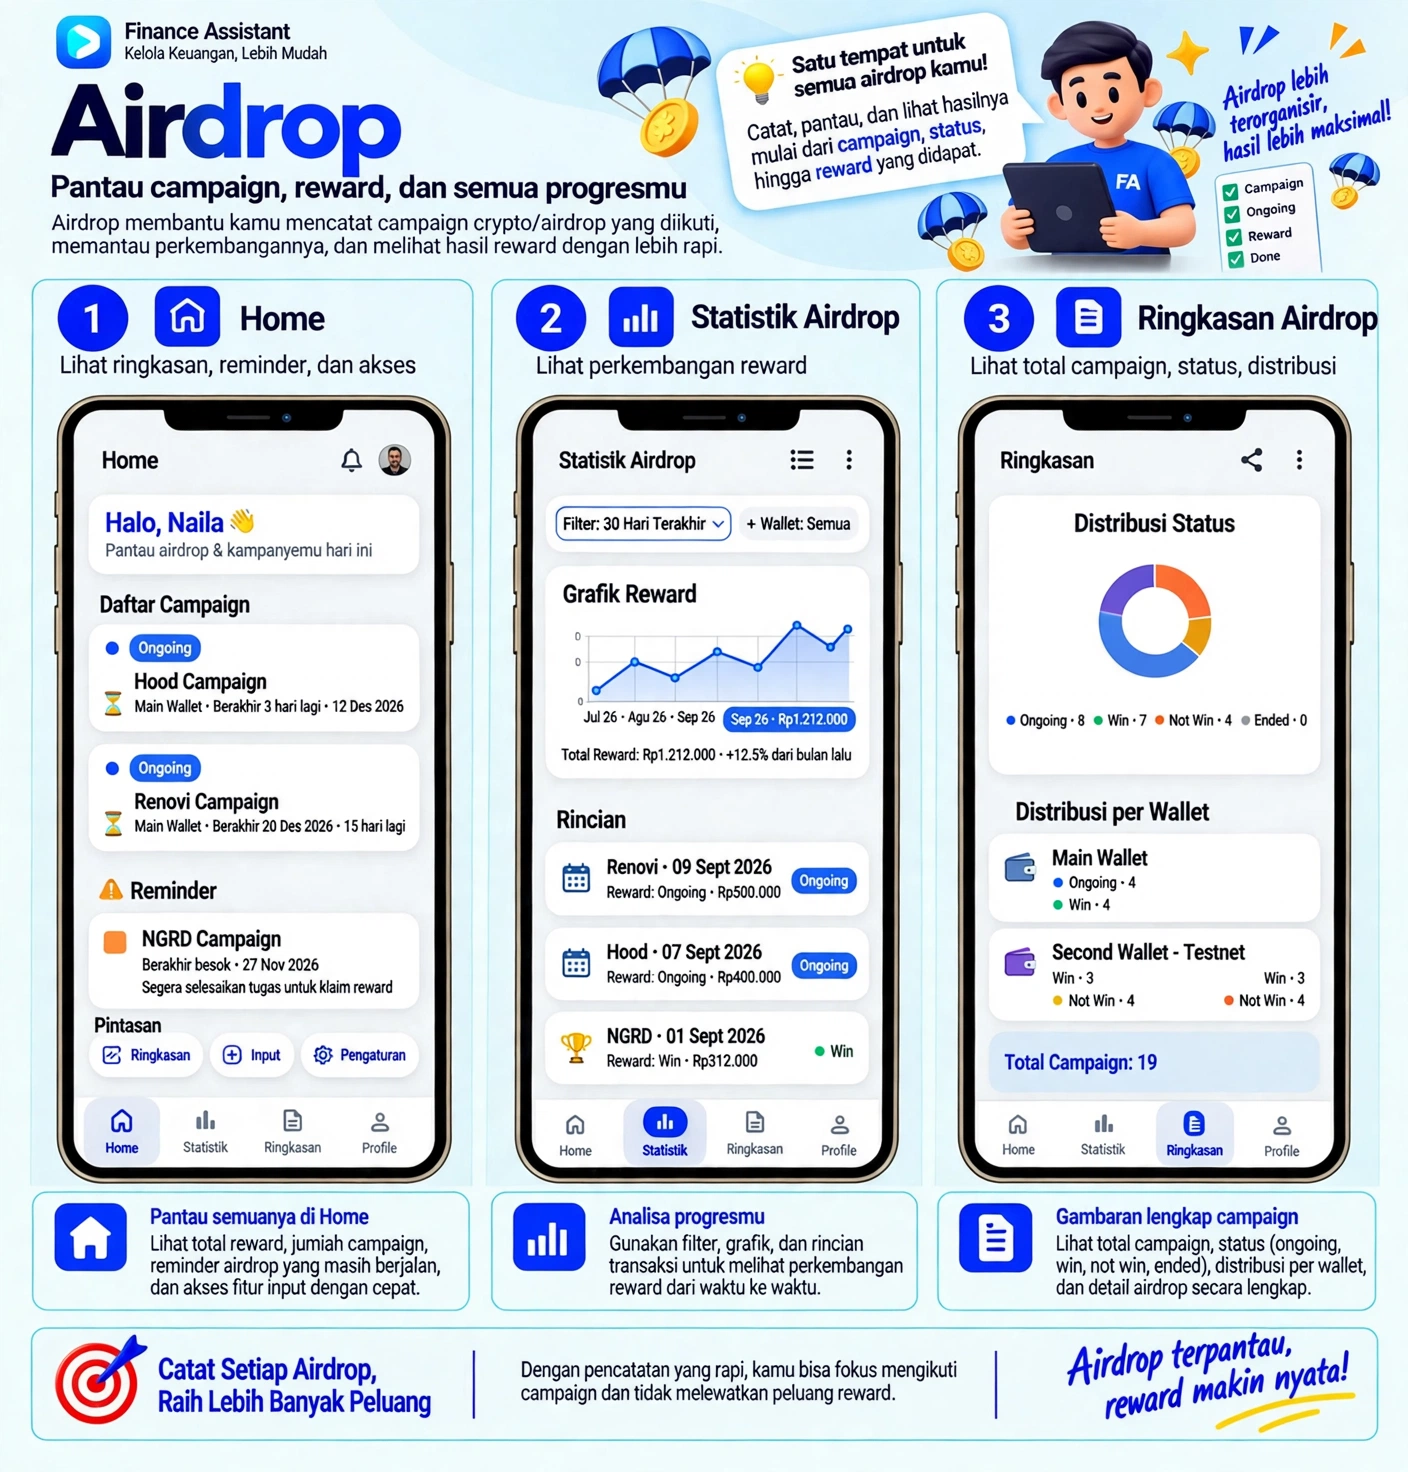 Finance Assistant
Kelola Keuangan, Lebih Mudah
Airdrop
Pantau campaign, reward, dan semua progresmu
Airdrop membantu kamu mencatat campaign crypto/airdrop yang diikuti,
memantau perkembangannya, dan melihat hasil reward dengan lebih rapi.
Satu tempat untuk
semua airdrop kamu!
Catat, pantau, dan lihat hasilnya
mulai dari campaign, status,
hingga reward yang didapat.
FA
Airdrop lebih
terorganisir,
hasil lebih maksimal!
Campaign
Ongoing
Reward
Done
1
Home
Lihat ringkasan, reminder, dan akses
Home
Halo, Naila
Pantau airdrop & kampanyemu hari ini
Daftar Campaign
Ongoing
Hood Campaign
Main Wallet • Berakhir 3 hari lagi • 12 Des 2026
Ongoing
Renovi Campaign
Main Wallet • Berakhir 20 Des 2026 • 15 hari lagi
Reminder
NGRD Campaign
Berakhir besok • 27 Nov 2026
Segera selesaikan tugas untuk klaim reward
Pintasan
Ringkasan
Input
Pengaturan
Home
Statistik
Ringkasan
Profile
2
Statistik Airdrop
Lihat perkembangan reward
Statisik Airdrop
Filter: 30 Hari Terakhir
+ Wallet: Semua
Grafik Reward
0
0
0
Jul 26 • Agu 26 • Sep 26
Sep 26 • Rp1.212.000
Total Reward: Rp1.212.000 • +12.5% dari bulan lalu
Rincian
Renovi • 09 Sept 2026
Reward: Ongoing • Rp500.000
Ongoing
Hood • 07 Sept 2026
Reward: Ongoing • Rp400.000
Ongoing
NGRD • 01 Sept 2026
Reward: Win • Rp312.000
Win
Home
Statistik
Ringkasan
Profile
3
Ringkasan Airdrop
Lihat total campaign, status, distribusi
Ringkasan
Distribusi Status
Ongoing • 8
Win • 7
Not Win • 4
Ended • 0
Distribusi per Wallet
Main Wallet
Ongoing • 4
Win • 4
Second Wallet - Testnet
Win • 3
Win • 3
Not Win • 4
Not Win • 4
Total Campaign: 19
Home
Statistik
Ringkasan
Profile
Pantau semuanya di Home
Lihat total reward, jumiah campaign,
reminder airdrop yang masih berjalan,
dan akses fitur input dengan cepat.
Analisa progresmu
Gunakan filter, grafik, dan rincian
transaksi untuk melihat perkembangan
reward dari waktu ke waktu.
Gambaran lengkap campaign
Lihat total campaign, status (ongoing,
win, not win, ended), distribusi per wallet,
dan detail airdrop secara lengkap.
Catat Setiap Airdrop,
Raih Lebih Banyak Peluang
Dengan pencatatan yang rapi, kamu bisa fokus mengikuti
campaign dan tidak melewatkan peluang reward.
Airdrop terpantau,
reward makin nyata!